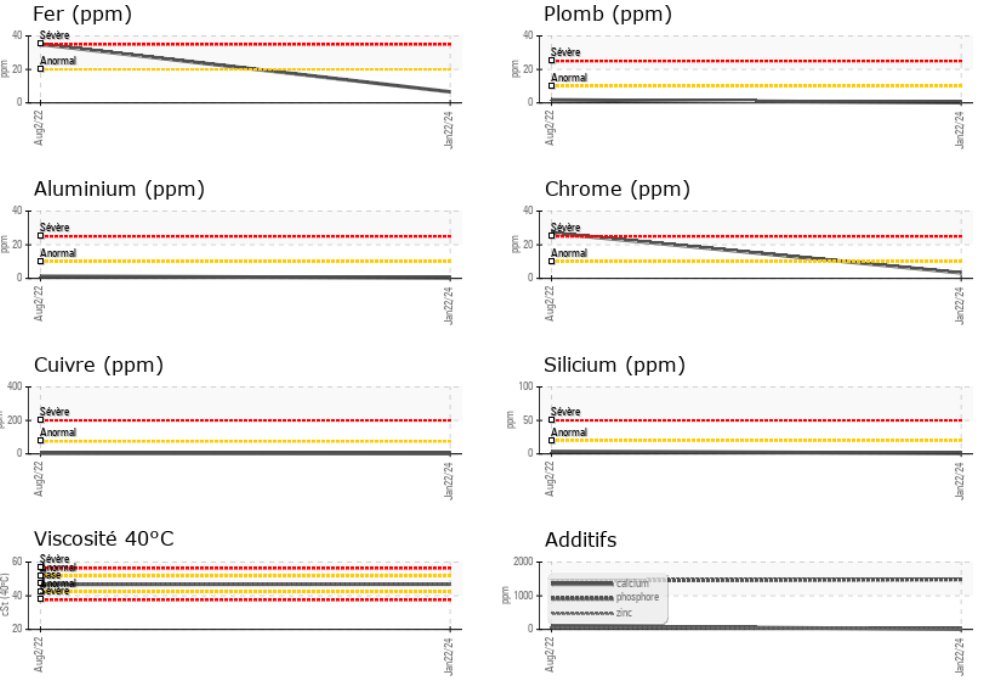 Fer (ppm)
40
20
0
ppm
Sévère
Anormal
Aug2/22
Jan22/24
Plomb (ppm)
40
20
0
ppm
Sévère
Anormal
Aug2/22
Jan22/24
Aluminium (ppm)
40
20
0
ppm
Sévère
Anormal
Aug2/22
Jan22/24
Chrome (ppm)
40
20
0
ppm
Sévère
Anormal
Aug2/22
Jan22/24
Cuivre (ppm)
400
200
0
ppm
Sévère
Anormal
Aug2/22
Jan22/24
Silicium (ppm)
100
50
0
ppm
Sévère
Anormal
Aug2/22
Jan22/24
Viscosité 40°C
60
40
20
cSt (40°C)
Sévère
Anormal
Base
Anormal
Sévère
Aug2/22
Jan22/24
Additifs
2000
1000
0
ppm
calcium
phosphore
zinc
Aug2/22
Jan22/24